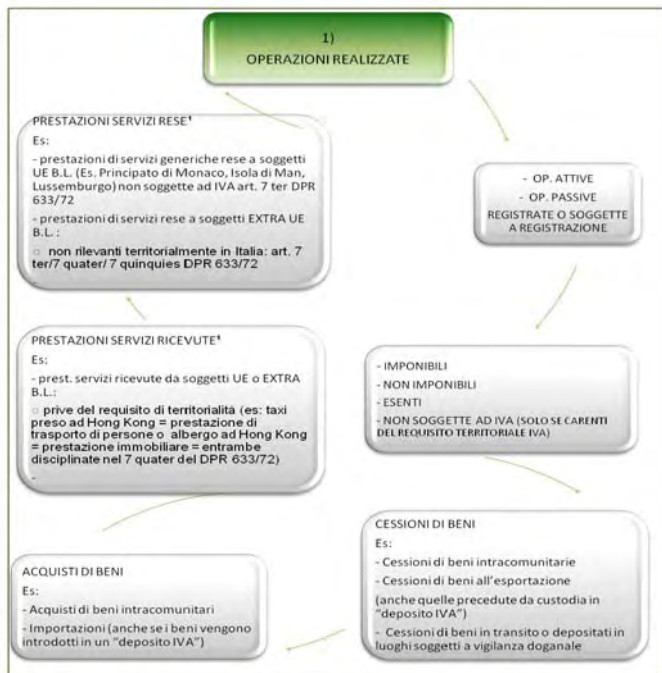 1)
OPERAZIONI REALIZZATE
PRESTAZIONI SERVIZI RESE¹
Es:
- prestazioni di servizi generiche rese a soggetti
UE B.L. (Es. Principato di Monaco, Isola di Man,
Lussemburgo) non soggette ad IVA art. 7 ter DPR
633/72
- prestazioni di servizi rese a soggetti EXTRA UE
B.L. :
○ non rilevanti territorialmente in Italia: art. 7
ter/7 quater/ 7 quinquies DPR 633/72
-
- OP. ATTIVE
- OP. PASSIVE
REGISTRATE O SOGGETTE
A REGISTRAZIONE
PRESTAZIONI SERVIZI RICEVUTE¹
Es:
- prest. servizi ricevute da soggetti UE o EXTRA
B.L.:
○ prive del requisito di territorialità (es: taxi
preso ad Hong Kong = prestazione di
trasporto di persone o albergo ad Hong Kong
= prestazione immobiliare = entrambe
disciplinate nel 7 quater del DPR 633/72)
-
- IMPONIBILI
- NON IMPONIBILI
- ESENTI
- NON SOGGETTE AD IVA (SOLO SE CARENTI
DEL REQUISITO TERRITORIALE IVA)
ACQUISTI DI BENI
Es:
- Acquisti di beni intracomunitari
- Importazioni (anche se i beni vengono
introdotti in un "deposito IVA")
CESSIONI DI BENI
Es:
- Cessioni di beni intracomunitarie
- Cessioni di beni all'esportazione
(anche quelle precedute da custodia in
"deposito IVA")
- Cessioni di beni in transito o depositati in
luoghi soggetti a vigilanza doganale